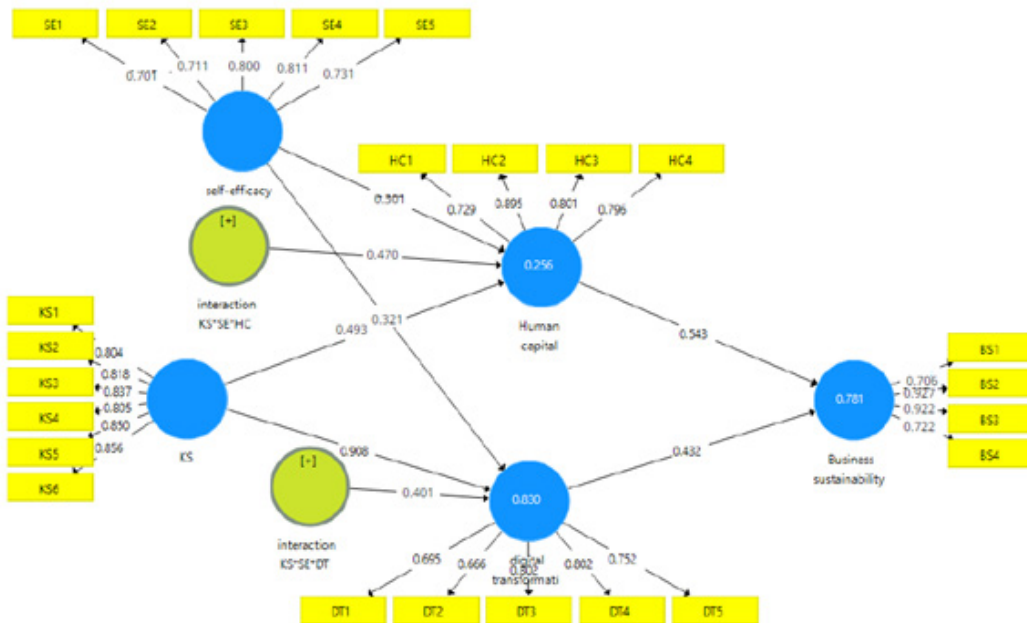 SE1 SE2 SE3 SE4 SE5
0.701 0.711 0.800 0.811 0.731
self-efficacy
HC1 HC2 HC3 HC4
0.729 0.895 0.801 0.796
0.301
[+]
0.470
interaction
KS*SE*HC
0.256
Human
capital
KS1
KS2
KS3
KS4
KS5
KS6
0.804
0.818
0.837
0.805
0.856
KS
0.493
0.321
0.543
0.908
0.432
0.781
Business
sustainability
BS1
BS2
BS3
BS4
0.706
0.927
0.922
0.722
[+]
0.401
interaction
KS*SE*DT
0.830
digital
transformati
0.695 0.666 0.802 0.802 0.752
DT1 DT2 DT3 DT4 DT5